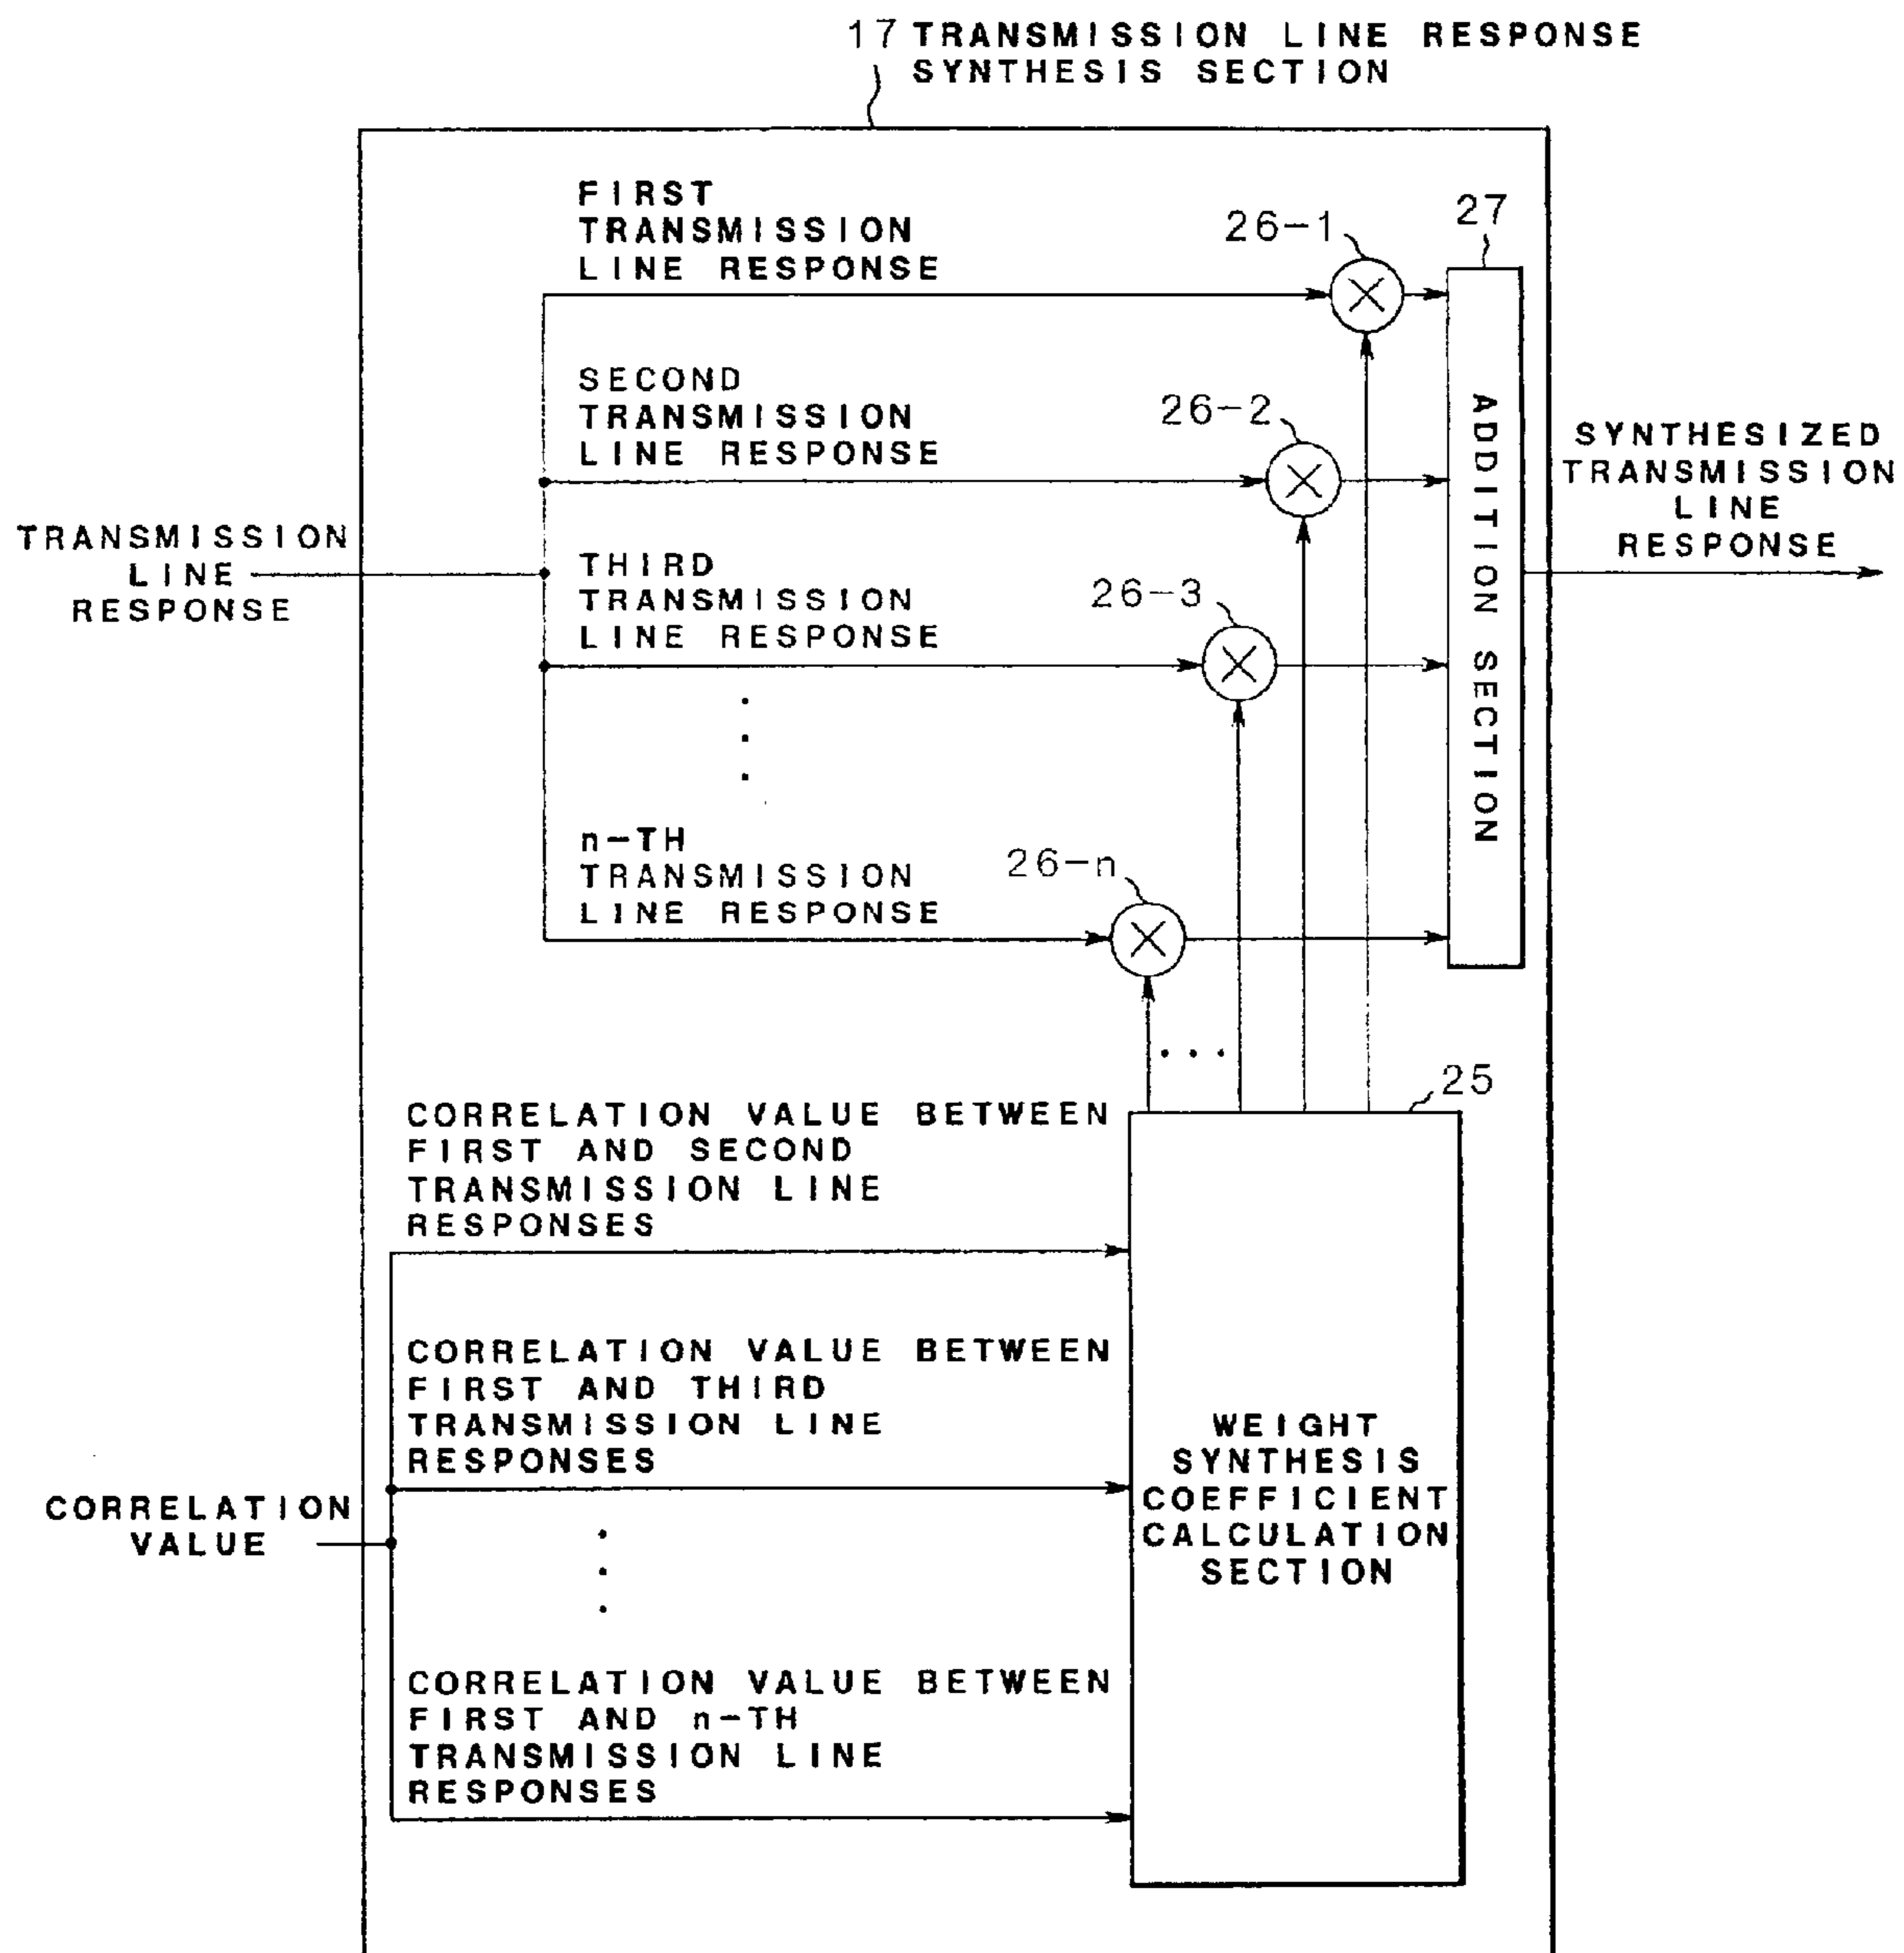 17 TRANSMISSION LINE RESPONSE
SYNTHESIS SECTION
FIRST
TRANSMISSION
LINE RESPONSE
26-1
27
SECOND
TRANSMISSION
LINE RESPONSE
26-2
ADDITION SECTION
SYNTHESIZED
TRANSMISSION
LINE
RESPONSE
TRANSMISSION
LINE
RESPONSE
THIRD
TRANSMISSION
LINE RESPONSE
26-3
n-TH
TRANSMISSION
LINE RESPONSE
26-n
25
CORRELATION VALUE BETWEEN
FIRST AND SECOND
TRANSMISSION LINE
RESPONSES
CORRELATION VALUE BETWEEN
FIRST AND THIRD
TRANSMISSION LINE
RESPONSES
WEIGHT
SYNTHESIS
COEFFICIENT
CALCULATION
SECTION
CORRELATION
VALUE
CORRELATION VALUE BETWEEN
FIRST AND n-TH
TRANSMISSION LINE
RESPONSES